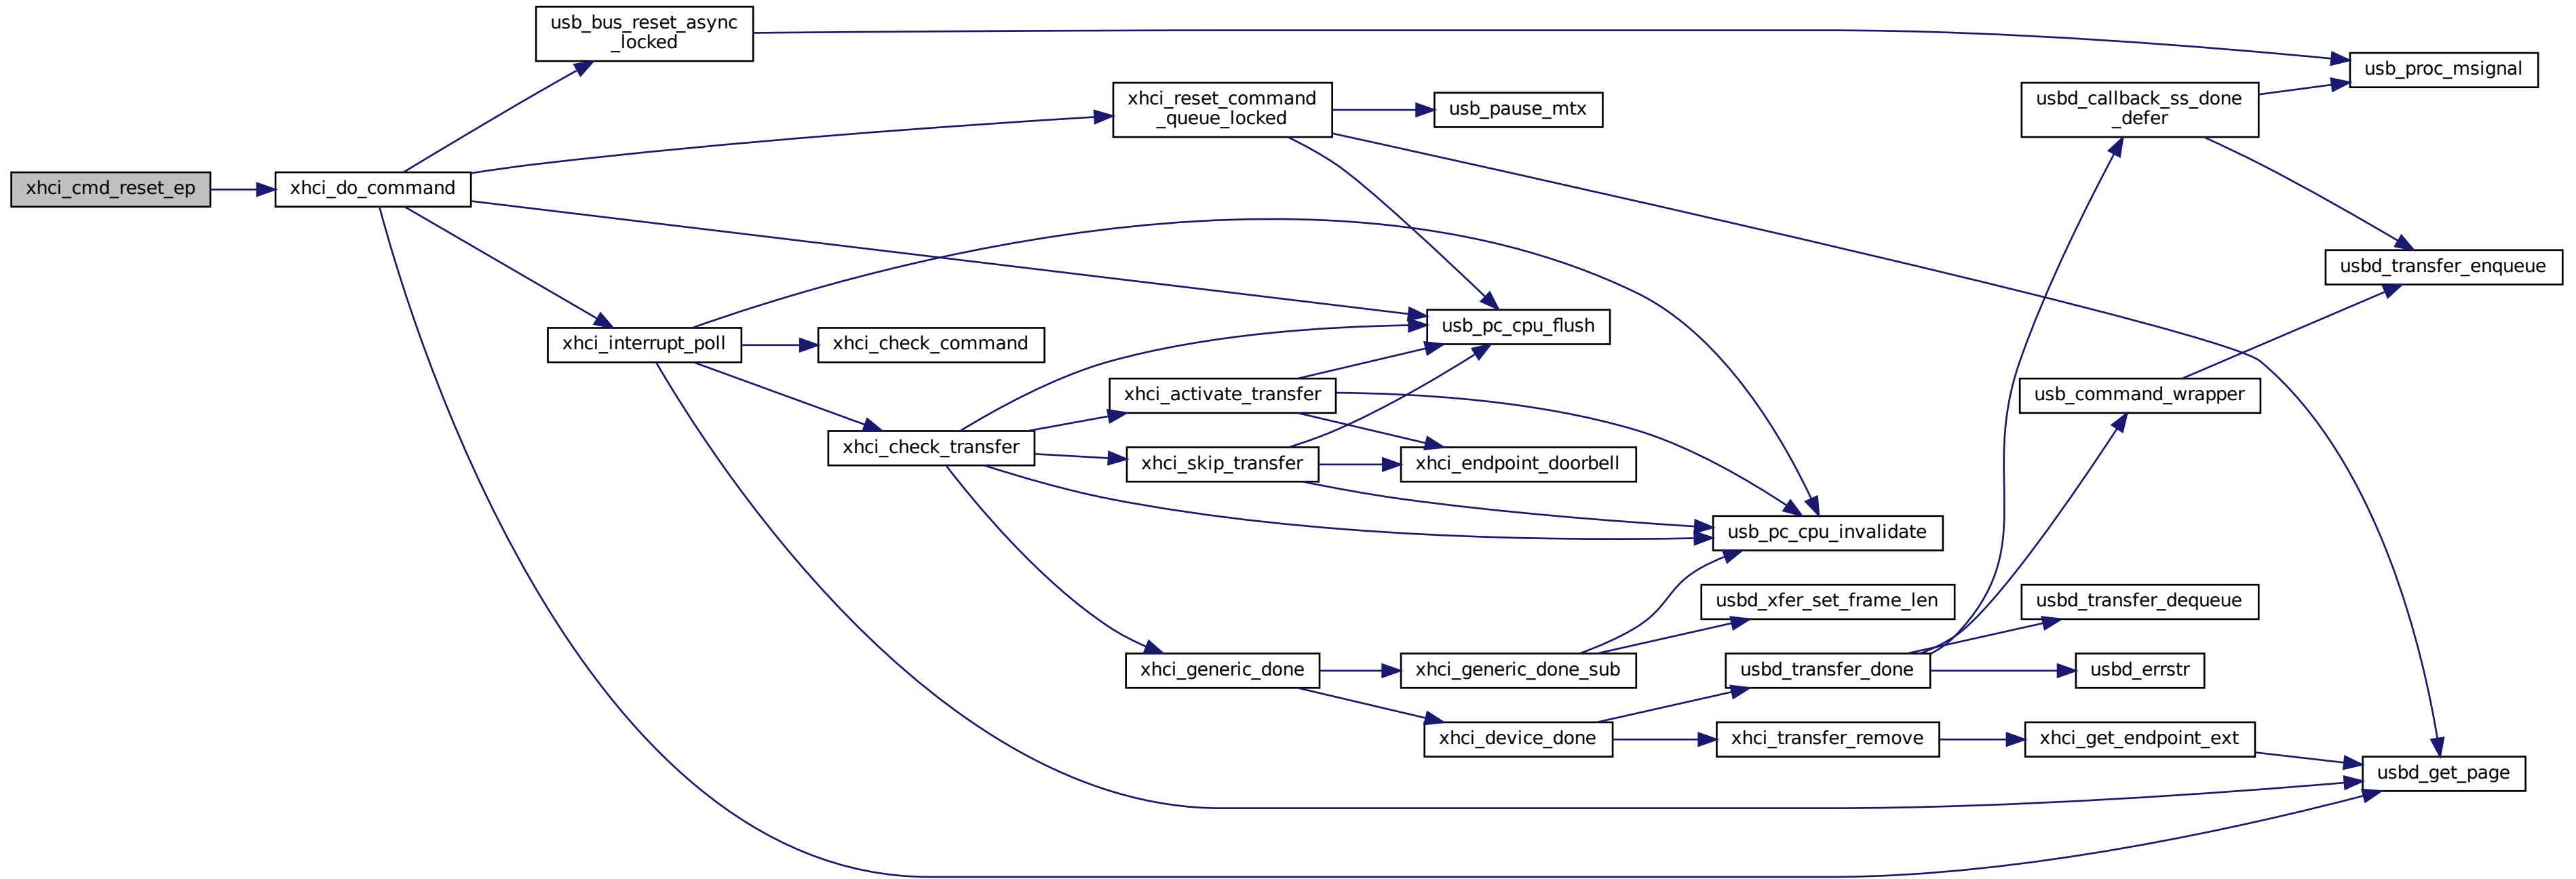 usb_bus_reset_async
_locked
usb_proc_msignal
xhci_reset_command
_queue_locked
usb_pause_mtx
usbd_callback_ss_done
_defer
xhci_cmd_reset_ep
xhci_do_command
usbd_transfer_enqueue
usb_pc_cpu_flush
xhci_interrupt_poll
xhci_check_command
xhci_activate_transfer
usb_command_wrapper
xhci_check_transfer
xhci_skip_transfer
xhci_endpoint_doorbell
usb_pc_cpu_invalidate
usbd_xfer_set_frame_len
usbd_transfer_dequeue
xhci_generic_done
xhci_generic_done_sub
usbd_transfer_done
usbd_errstr
xhci_device_done
xhci_transfer_remove
xhci_get_endpoint_ext
usbd_get_page